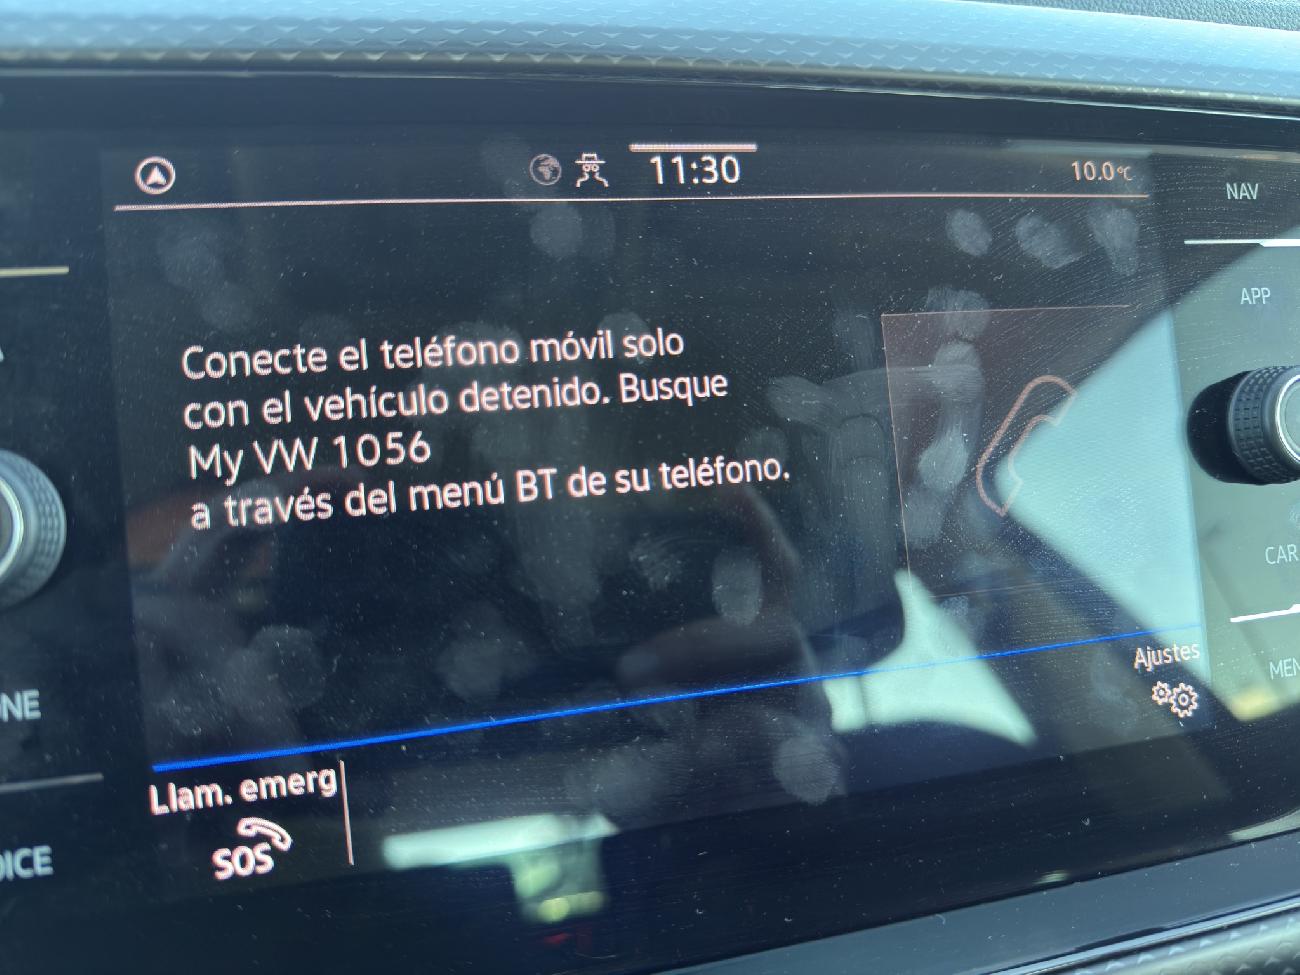 11:30
10.0°C
NAV
APP
Conecte el teléfono móvil solo
con el vehículo detenido. Busque
My VW 1056
a través del menú BT de su teléfono.
CAR
Ajustes
Llam. emerg
SOS